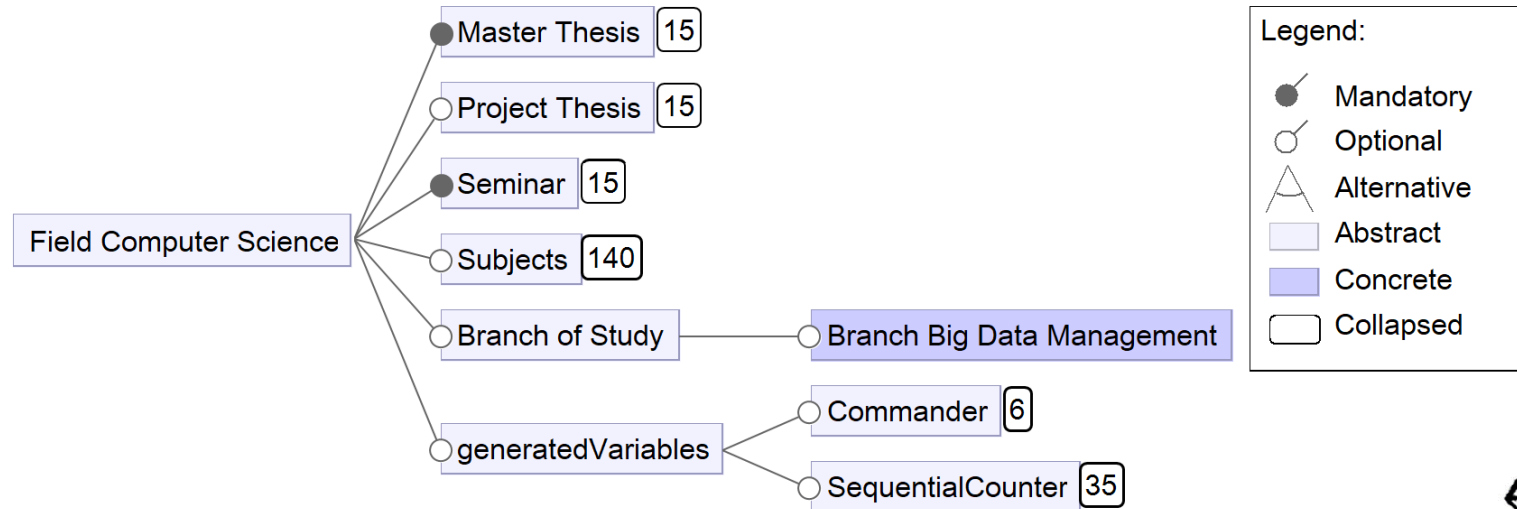 Master Thesis 15
Project Thesis 15
Seminar 15
Field Computer Science
Subjects 140
Branch of Study
Branch Big Data Management
generatedVariables
Commander 6
SequentialCounter 35
Legend:
Mandatory
Optional
Alternative
Abstract
Concrete
Collapsed